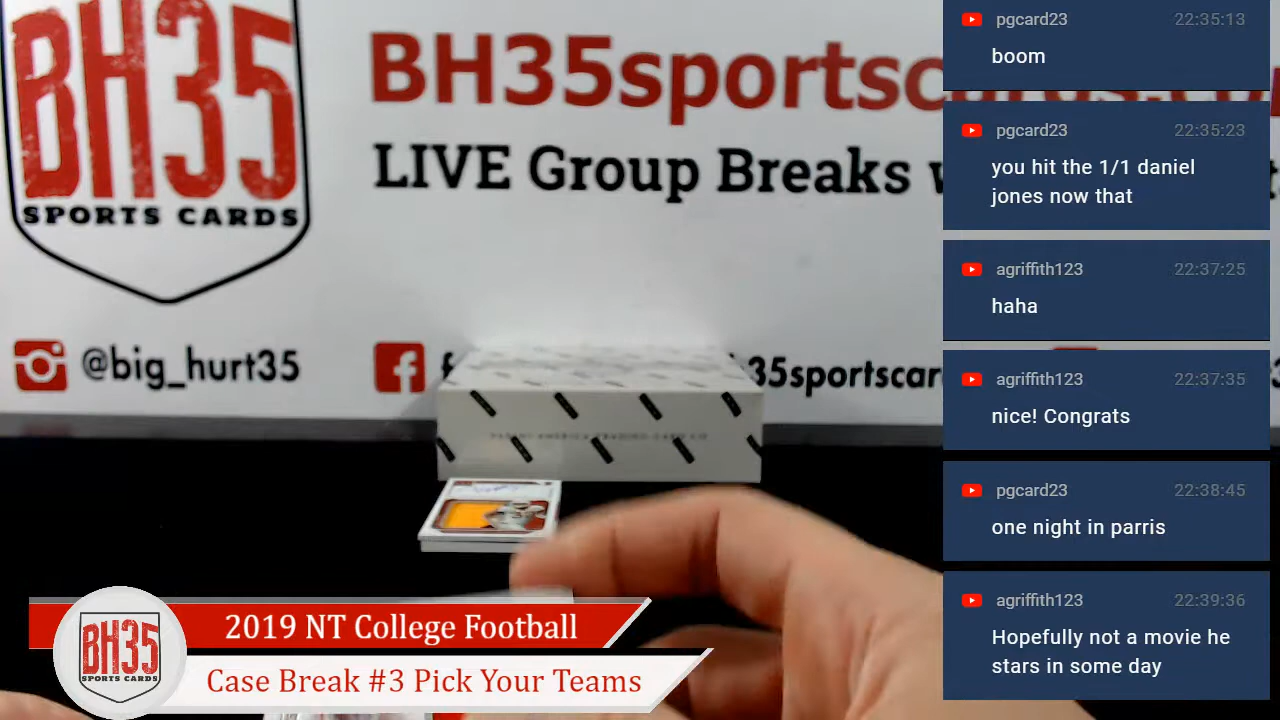 BH35
SPORTS CARDS
BH35sportscards.com
LIVE Group Breaks
@big_hurt35
35sportscar
pgcard23 22:35:13
boom
pgcard23 22:35:23
you hit the 1/1 daniel
jones now that
agriffith123 22:37:25
haha
agriffith123 22:37:35
nice! Congrats
pgcard23 22:38:45
one night in parris
agriffith123 22:39:36
Hopefully not a movie he
stars in some day
BH35
SPORTS CARDS
2019 NT College Football
Case Break #3 Pick Your Teams